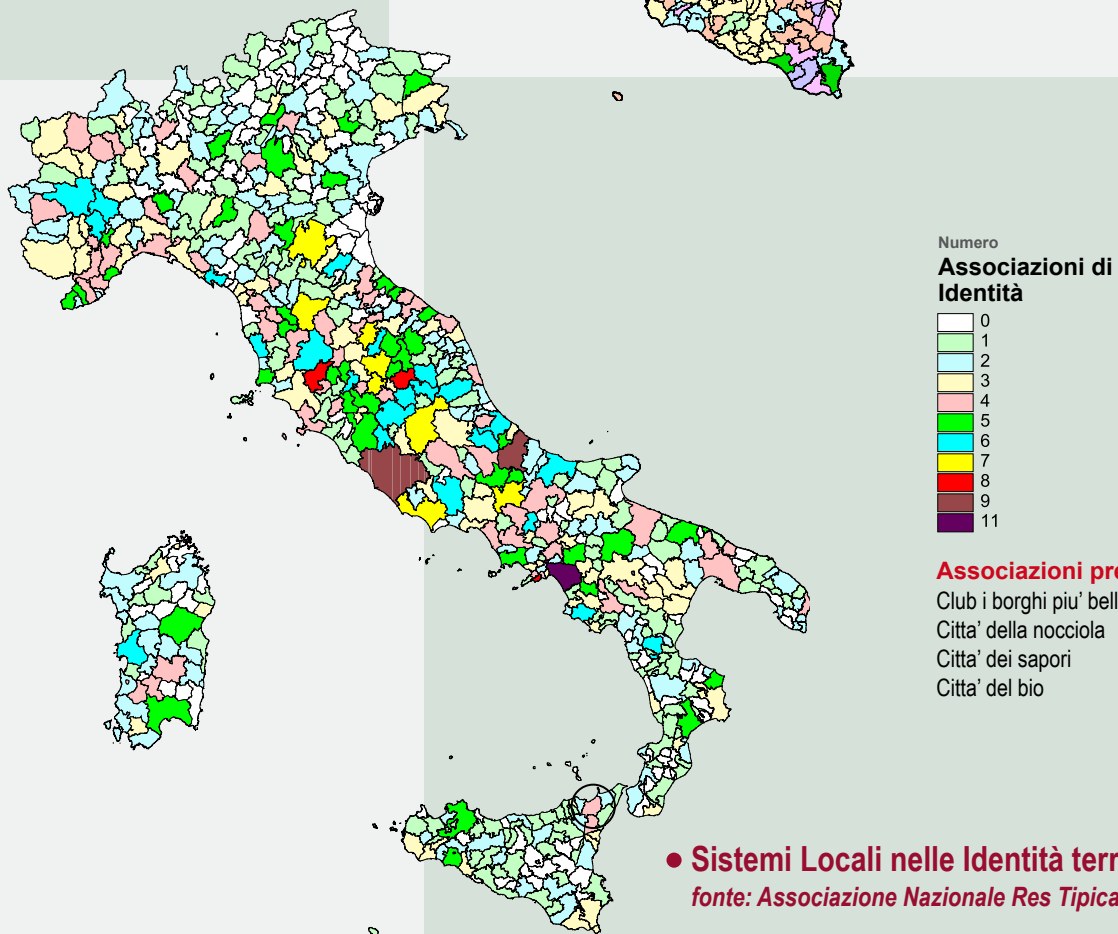 Numero
Associazioni di
Identità
0
1
2
3
4
5
6
7
8
9
11
Associazioni pre
Club i borghi piu' bell
Citta' della nocciola
Citta' dei sapori
Citta' del bio
• Sistemi Locali nelle Identità terr
fonte: Associazione Nazionale Res Tipica